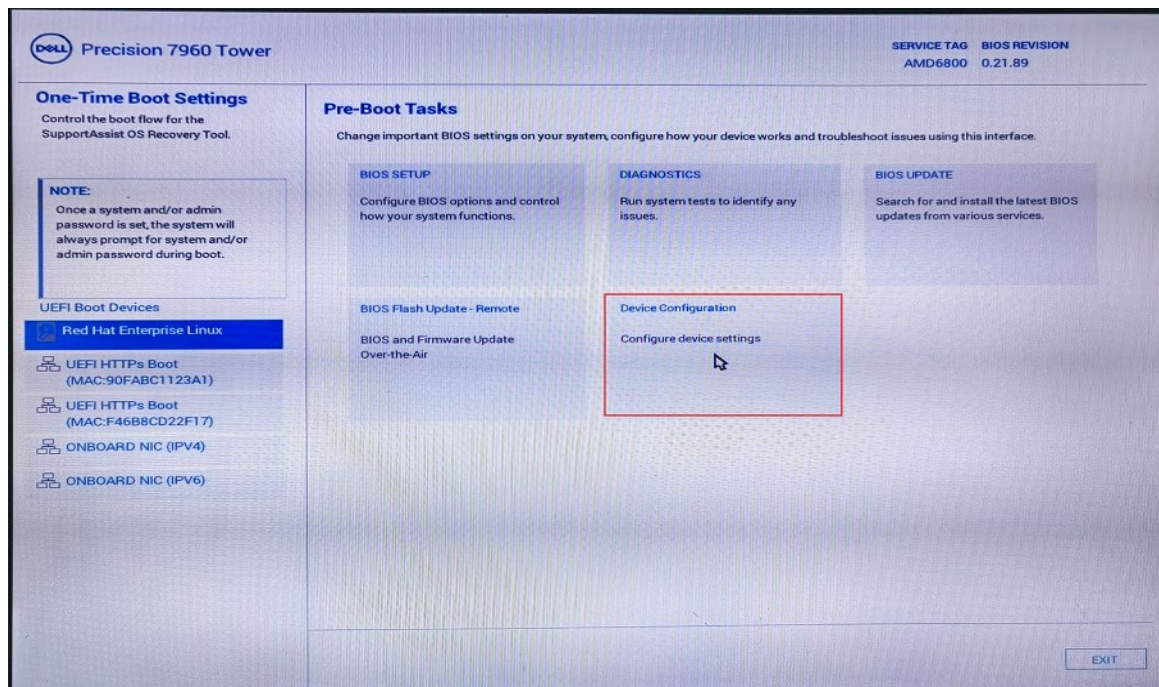 DELL Precision 7960 Tower
SERVICE TAG BIOS REVISION
AMD6800 0.21.89
One-Time Boot Settings
Control the boot flow for the
SupportAssist OS Recovery Tool.
NOTE:
Once a system and/or admin
password is set, the system will
always prompt for system and/or
admin password during boot.
UEFI Boot Devices
Red Hat Enterprise Linux
UEFI HTTPs Boot
(MAC:90FABC1123A1)
UEFI HTTPs Boot
(MAC:F46B8CD22F17)
ONBOARD NIC (IPV4)
ONBOARD NIC (IPV6)
Pre-Boot Tasks
Change important BIOS settings on your system, configure how your device works and troubleshoot issues using this interface.
BIOS SETUP
Configure BIOS options and control
how your system functions.
DIAGNOSTICS
Run system tests to identify any
issues.
BIOS UPDATE
Search for and install the latest BIOS
updates from various services.
BIOS Flash Update - Remote
BIOS and Firmware Update
Over-the-Air
Device Configuration
Configure device settings
EXIT